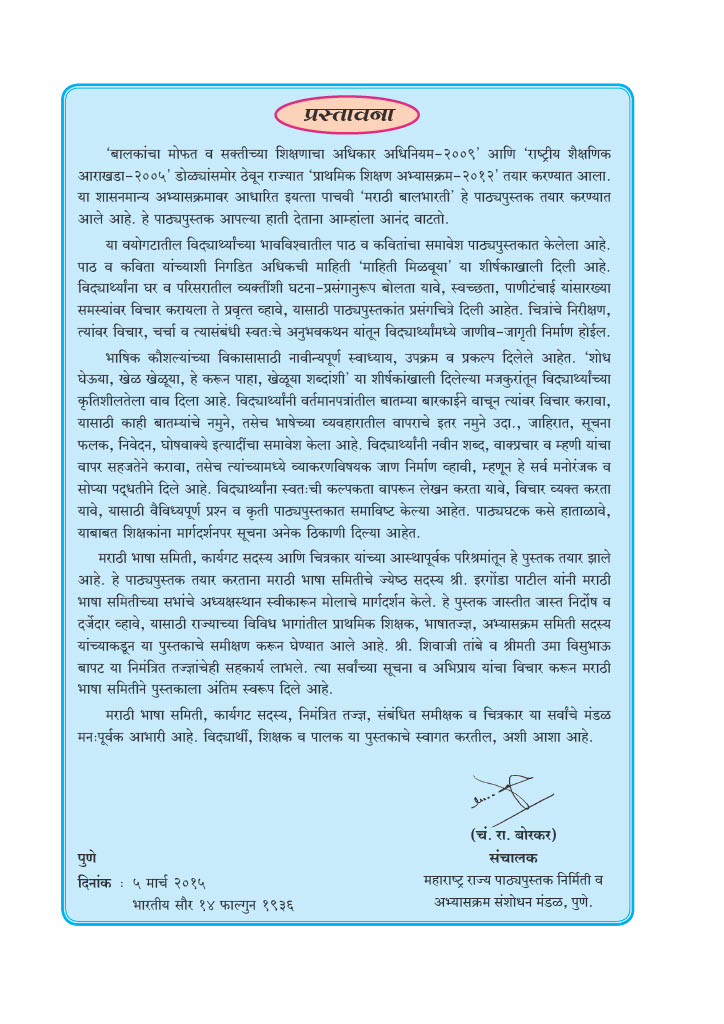 प्रस्तावना
‘बालकांचा मोफत व सक्तीच्या शिक्षणाचा अधिकार अधिनियम-२००९’ आणि ‘राष्ट्रीय शैक्षणिक
आराखडा-२००५’ डोळ्यांसमोर ठेवून राज्यात ‘प्राथमिक शिक्षण अभ्यासक्रम-२०१२’ तयार करण्यात आला.
या शासनमान्य अभ्यासक्रमावर आधारित इयत्ता पाचवी ‘मराठी बालभारती’ हे पाठ्यपुस्तक तयार करण्यात
आले आहे. हे पाठ्यपुस्तक आपल्या हाती देताना आम्हांला आनंद वाटतो.
या वयोगटातील विद्यार्थ्यांच्या भावविश्वातील पाठ व कवितांचा समावेश पाठ्यपुस्तकात केलेला आहे.
पाठ व कविता यांच्याशी निगडित अधिकची माहिती ‘माहिती मिळवूया’ या शीर्षकाखाली दिली आहे.
विद्यार्थ्यांना घर व परिसरातील व्यक्तींशी घटना-प्रसंगानुरूप बोलता यावे, स्वच्छता, पाणीटंचाई यांसारख्या
समस्यांवर विचार करायला ते प्रवृत्त व्हावे, यासाठी पाठ्यपुस्तकांत प्रसंगचित्रे दिली आहेत. चित्रांचे निरीक्षण,
त्यांवर विचार, चर्चा व त्यासंबंधी स्वतःचे अनुभवकथन यांतून विद्यार्थ्यांमध्ये जाणीव-जागृती निर्माण होईल.
भाषिक कौशल्यांच्या विकासासाठी नावीन्यपूर्ण स्वाध्याय, उपक्रम व प्रकल्प दिलेले आहेत. ‘शोध
घेऊया, खेळ खेळूया, हे करून पाहा, खेळूया शब्दांशी’ या शीर्षकांखाली दिलेल्या मजकुरांतून विद्यार्थ्यांच्या
कृतिशीलतेला वाव दिला आहे. विद्यार्थ्यांनी वर्तमानपत्रांतील बातम्या बारकाईने वाचून त्यांवर विचार करावा,
यासाठी काही बातम्यांचे नमुने, तसेच भाषेच्या व्यवहारातील वापराचे इतर नमुने उदा., जाहिरात, सूचना
फलक, निवेदन, घोषवाक्ये इत्यादींचा समावेश केला आहे. विद्यार्थ्यांनी नवीन शब्द, वाक्प्रचार व म्हणी यांचा
वापर सहजतेने करावा, तसेच त्यांच्यामध्ये व्याकरणविषयक जाण निर्माण व्हावी, म्हणून हे सर्व मनोरंजक व
सोप्या पद्धतीने दिले आहे. विद्यार्थ्यांना स्वतःची कल्पकता वापरून लेखन करता यावे, विचार व्यक्त करता
यावे, यासाठी वैविध्यपूर्ण प्रश्न व कृती पाठ्यपुस्तकात समाविष्ट केल्या आहेत. पाठ्यघटक कसे हाताळावे,
याबाबत शिक्षकांना मार्गदर्शनपर सूचना अनेक ठिकाणी दिल्या आहेत.
मराठी भाषा समिती, कार्यगट सदस्य आणि चित्रकार यांच्या आस्थापूर्वक परिश्रमांतून हे पुस्तक तयार झाले
आहे. हे पाठ्यपुस्तक तयार करताना मराठी भाषा समितीचे ज्येष्ठ सदस्य श्री. इरगोंडा पाटील यांनी मराठी
भाषा समितीच्या सभांचे अध्यक्षस्थान स्वीकारून मोलाचे मार्गदर्शन केले. हे पुस्तक जास्तीत जास्त निर्दोष व
दर्जेदार व्हावे, यासाठी राज्याच्या विविध भागांतील प्राथमिक शिक्षक, भाषातज्ज्ञ, अभ्यासक्रम समिती सदस्य
यांच्याकडून या पुस्तकाचे समीक्षण करून घेण्यात आले आहे. श्री. शिवाजी तांबे व श्रीमती उमा विसुभाऊ
बापट या निमंत्रित तज्ज्ञांचेही सहकार्य लाभले. त्या सर्वांच्या सूचना व अभिप्राय यांचा विचार करून मराठी
भाषा समितीने पुस्तकाला अंतिम स्वरूप दिले आहे.
मराठी भाषा समिती, कार्यगट सदस्य, निमंत्रित तज्ज्ञ, संबंधित समीक्षक व चित्रकार या सर्वांचे मंडळ
मनःपूर्वक आभारी आहे. विद्यार्थी, शिक्षक व पालक या पुस्तकाचे स्वागत करतील, अशी आशा आहे.
(चं. रा. बोरकर)
संचालक
महाराष्ट्र राज्य पाठ्यपुस्तक निर्मिती व
अभ्यासक्रम संशोधन मंडळ, पुणे.
पुणे
दिनांक : ५ मार्च २०१५
भारतीय सौर १४ फाल्गुन १९३६